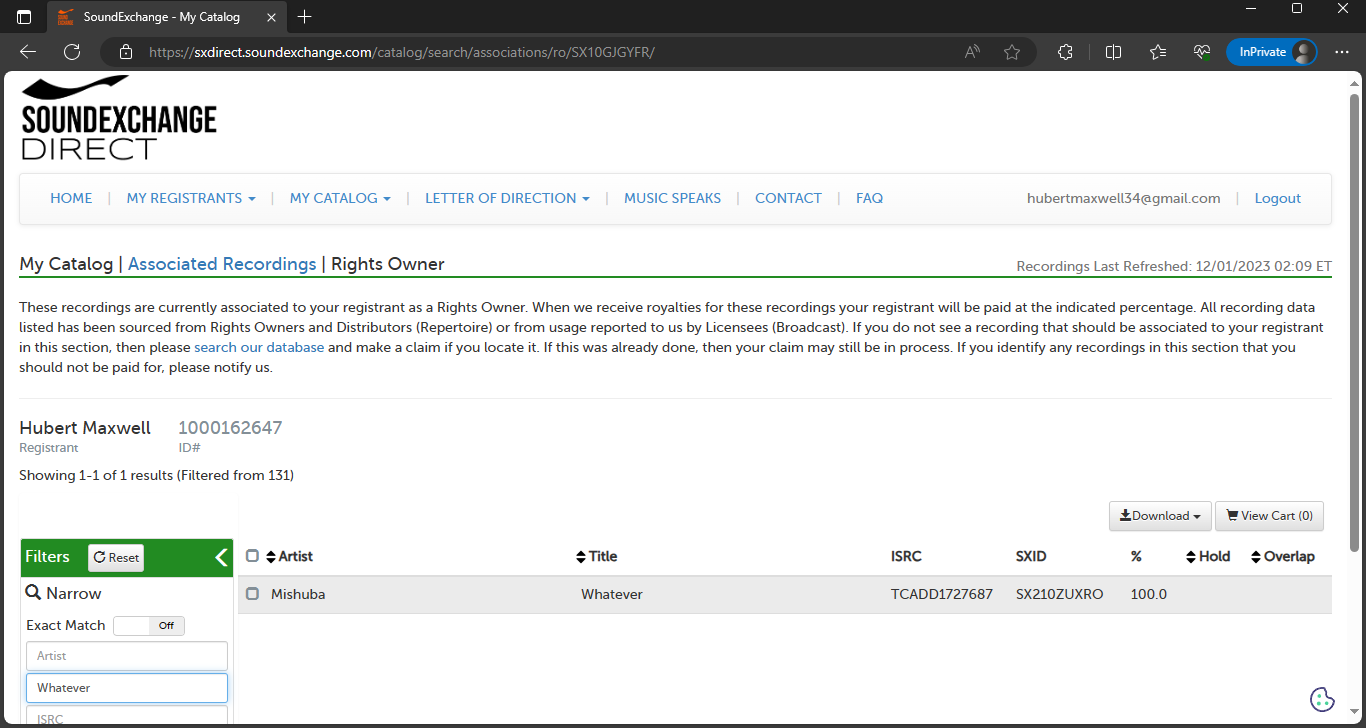 SoundExchange - My Catalog
https://sxdirect.soundexchange.com/catalog/search/associations/ro/SX10GJGYFR/
InPrivate
SOUNDEXCHANGE
DIRECT
HOME | MY REGISTRANTS | MY CATALOG | LETTER OF DIRECTION | MUSIC SPEAKS | CONTACT | FAQ hubertmaxwell34@gmail.com | Logout
My Catalog | Associated Recordings | Rights Owner
Recordings Last Refreshed: 12/01/2023 02:09 ET
These recordings are currently associated to your registrant as a Rights Owner. When we receive royalties for these recordings your registrant will be paid at the indicated percentage. All recording data
listed has been sourced from Rights Owners and Distributors (Repertoire) or from usage reported to us by Licensees (Broadcast). If you do not see a recording that should be associated to your registrant
in this section, then please search our database and make a claim if you locate it. If this was already done, then your claim may still be in process. If you identify any recordings in this section that you
should not be paid for, please notify us.
Hubert Maxwell 1000162647
Registrant ID#
Showing 1-1 of 1 results (Filtered from 131)
Download View Cart (0)
Filters Reset
Artist Title ISRC SXID % Hold Overlap
Mishuba Whatever TCADD1727687 SX210ZUXRO 100.0
Narrow
Exact Match Off
Artist
Whatever
ISRC